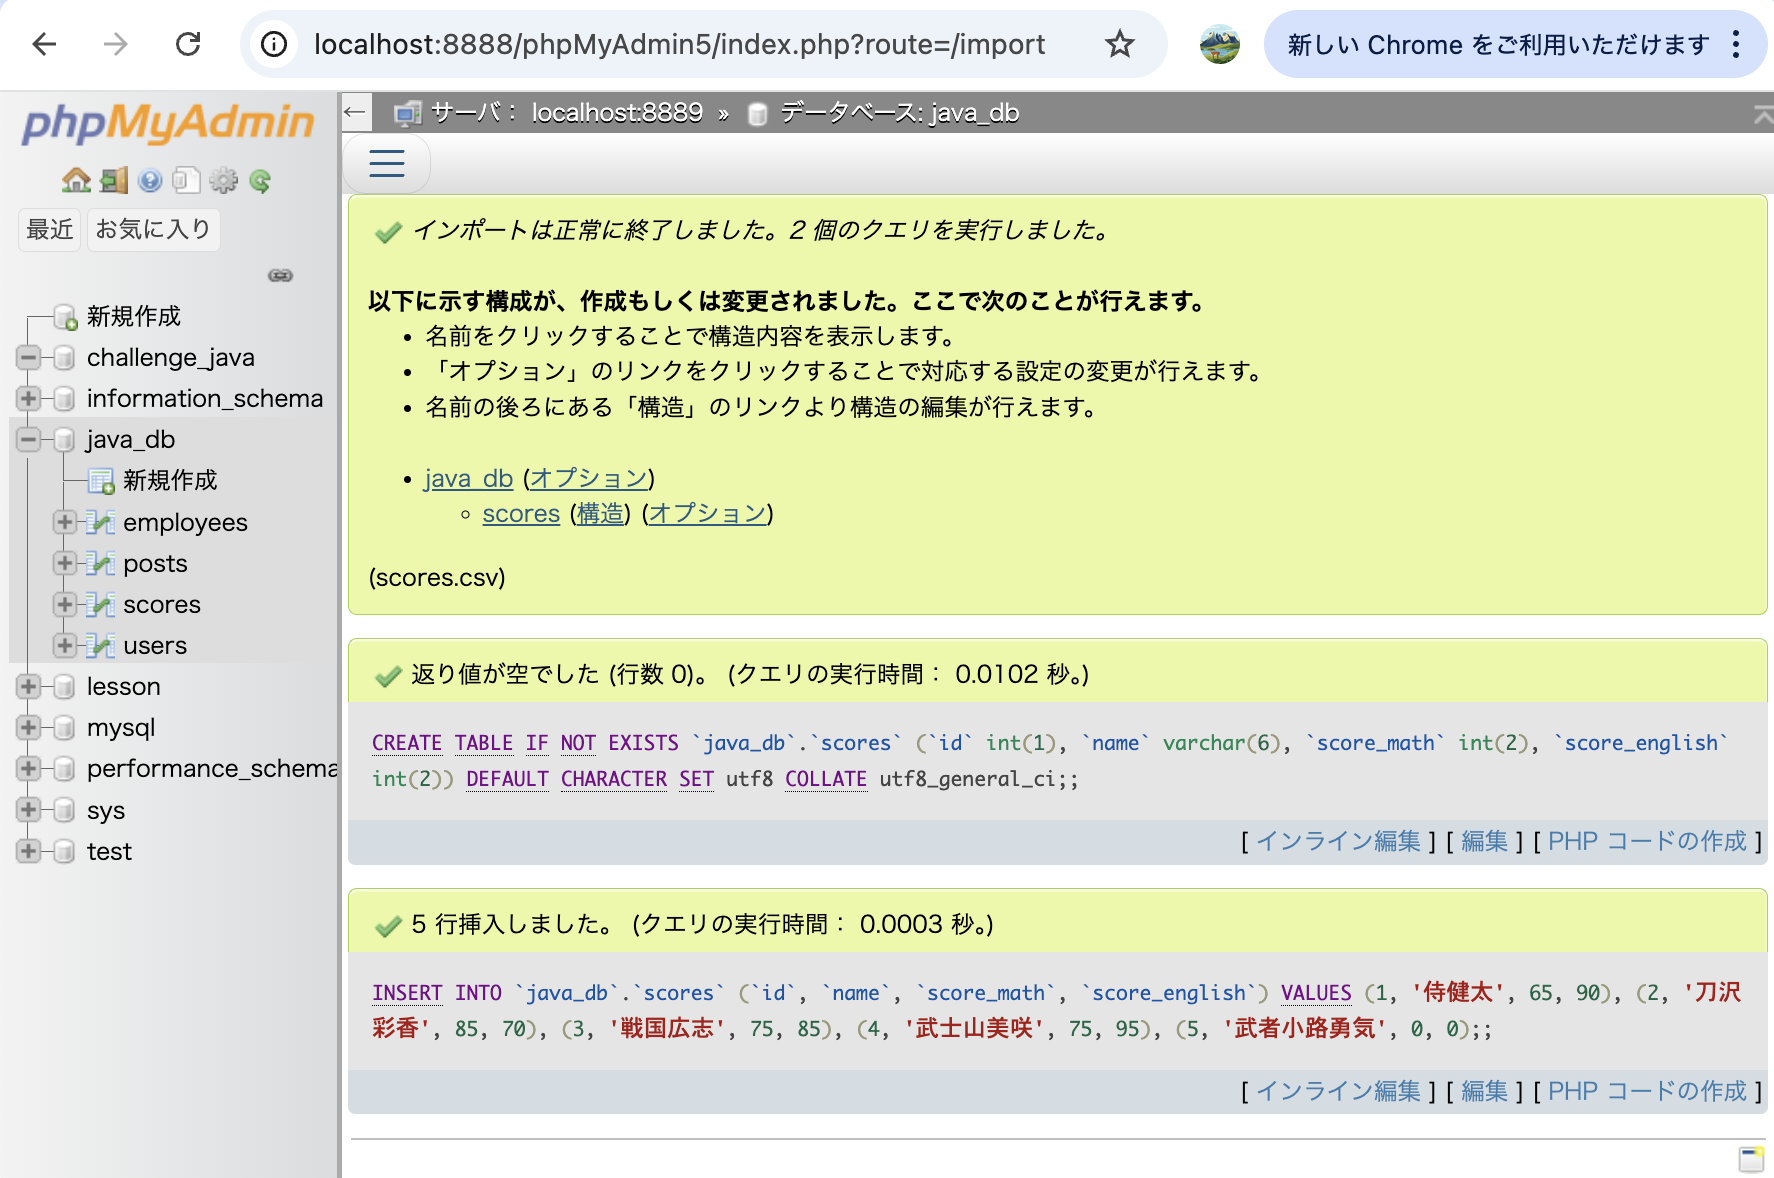 localhost:8888/phpMyAdmin5/index.php?route=/import
新しい Chrome をご利用いただけます
phpMyAdmin
最近
お気に入り
新規作成
challenge_java
information_schema
java_db
新規作成
employees
posts
scores
users
lesson
mysql
performance_schema
sys
test
サーバ: localhost:8889 » データベース: java_db
インポートは正常に終了しました。2 個のクエリを実行しました。
以下に示す構成が、作成もしくは変更されました。ここで次のことが行えます。
• 名前をクリックすることで構造内容を表示します。
• 「オプション」のリンクをクリックすることで対応する設定の変更が行えます。
• 名前の後ろにある「構造」のリンクより構造の編集が行えます。
• java_db (オプション)
◦ scores (構造) (オプション)
(scores.csv)
返り値が空でした (行数 0)。 (クエリの実行時間: 0.0102 秒。)
CREATE TABLE IF NOT EXISTS `java_db`.`scores` (`id` int(1), `name` varchar(6), `score_math` int(2), `score_english`
int(2)) DEFAULT CHARACTER SET utf8 COLLATE utf8_general_ci;;
[ インライン編集 ] [ 編集 ] [ PHP コードの作成 ]
5 行挿入しました。 (クエリの実行時間: 0.0003 秒。)
INSERT INTO `java_db`.`scores` (`id`, `name`, `score_math`, `score_english`) VALUES (1, '侍健太', 65, 90), (2, '刀沢
彩香', 85, 70), (3, '戦国広志', 75, 85), (4, '武士山美咲', 75, 95), (5, '武者小路勇気', 0, 0);;
[ インライン編集 ] [ 編集 ] [ PHP コードの作成 ]